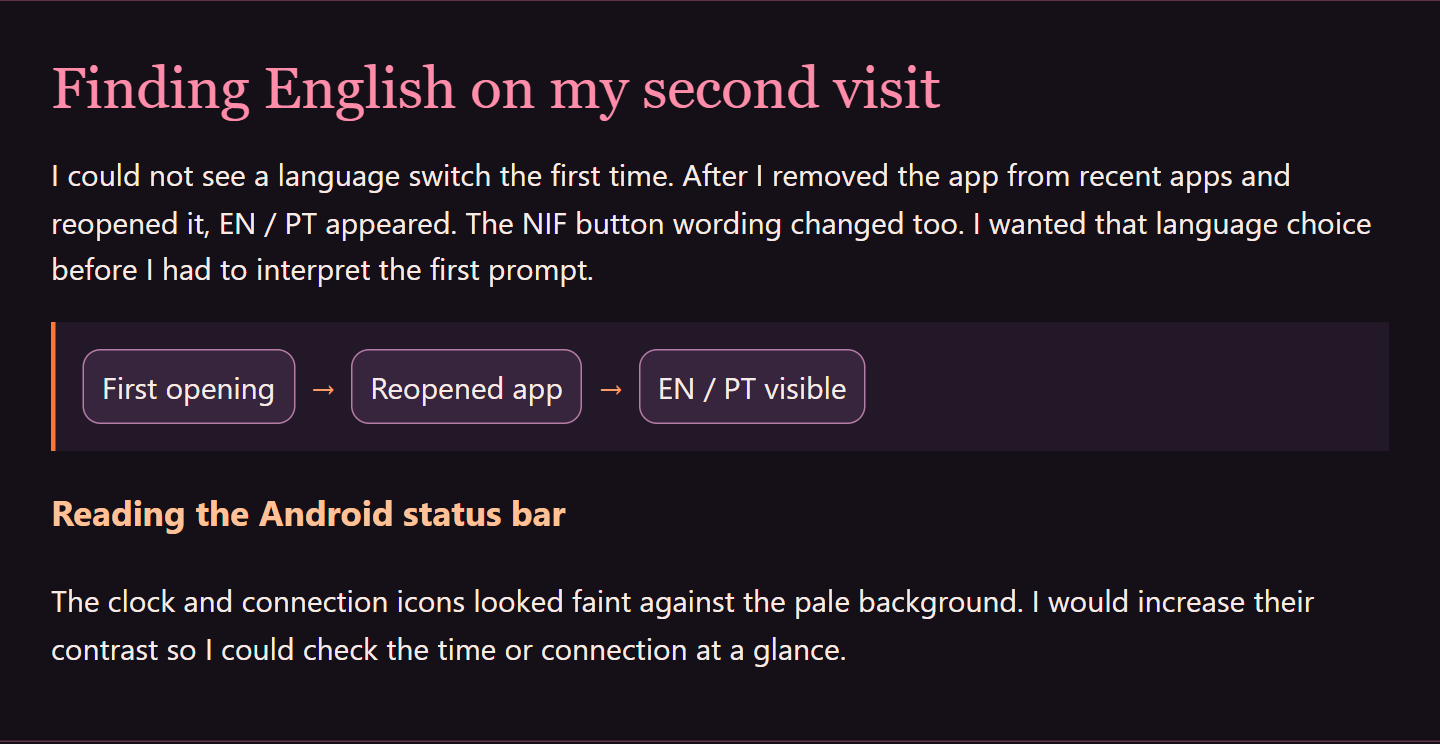 Finding English on my second visit
I could not see a language switch the first time. After I removed the app from recent apps and
reopened it, EN / PT appeared. The NIF button wording changed too. I wanted that language choice
before I had to interpret the first prompt.
First opening → Reopened app → EN / PT visible
Reading the Android status bar
The clock and connection icons looked faint against the pale background. I would increase their
contrast so I could check the time or connection at a glance.